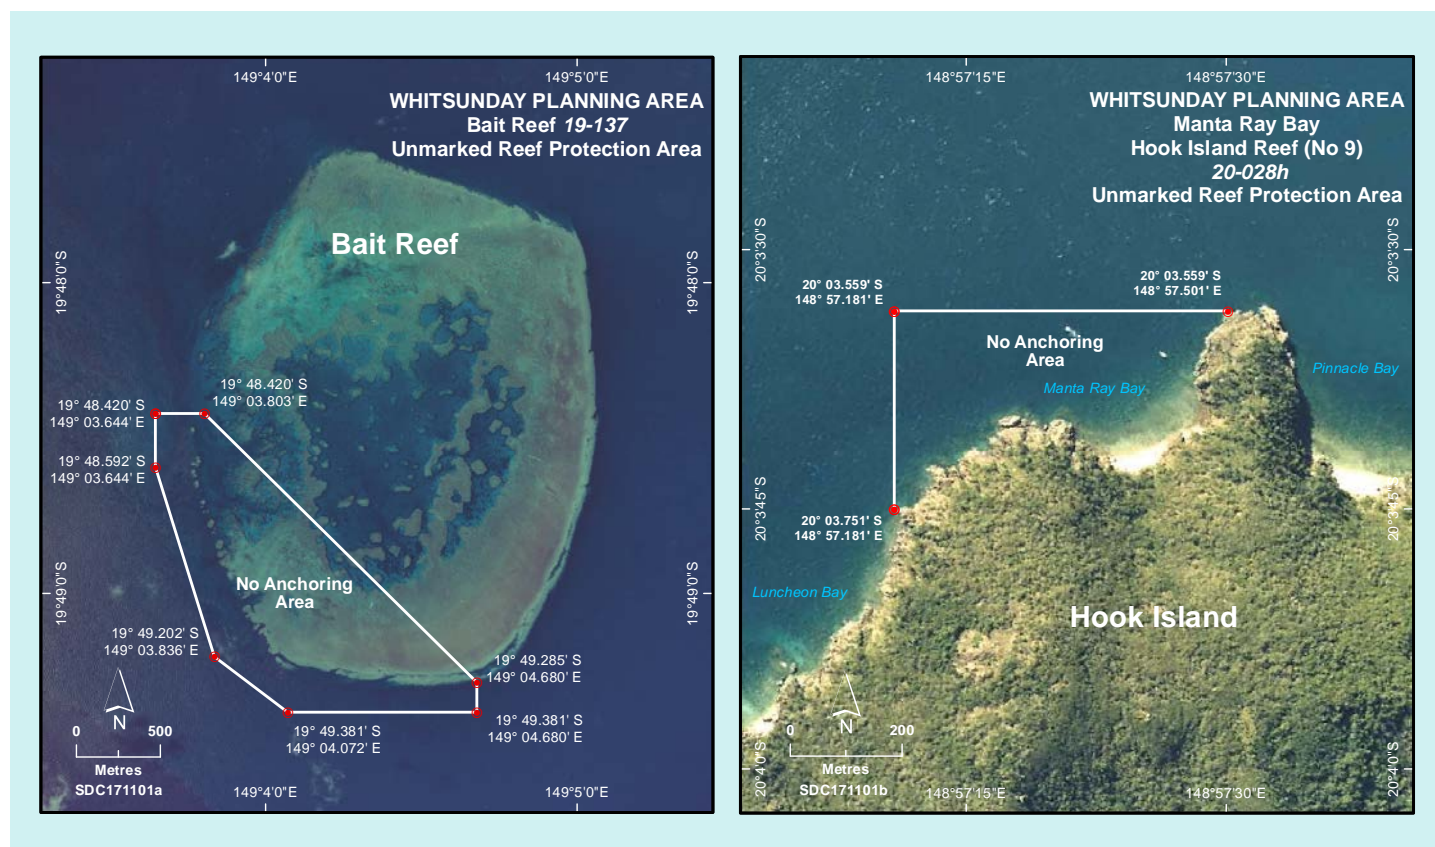 149°4'0"E
149°5'0"E
WHITSUNDAY PLANNING AREA
Bait Reef 19-137
Unmarked Reef Protection Area
Bait Reef
19°48'0"S
19°48'0"S
19° 48.420' S
149° 03.803' E
19° 48.420' S
149° 03.644' E
19° 48.592' S
149° 03.644' E
No Anchoring
Area
19°49'0"S
19°49'0"S
19° 49.202' S
149° 03.836' E
19° 49.285' S
149° 04.680' E
19° 49.381' S
149° 04.072' E
19° 49.381' S
149° 04.680' E
N
0 500
Metres
SDC171101a
149°4'0"E
149°5'0"E
148°57'15"E
148°57'30"E
WHITSUNDAY PLANNING AREA
Manta Ray Bay
Hook Island Reef (No 9)
20-028h
Unmarked Reef Protection Area
20°3'30"S
20°3'30"S
20° 03.559' S
148° 57.181' E
20° 03.559' S
148° 57.501' E
No Anchoring
Area
Manta Ray Bay
Pinnacle Bay
20°3'45"S
20°3'45"S
20° 03.751' S
148° 57.181' E
Luncheon Bay
Hook Island
N
0 200
Metres
SDC171101b
20°4'0"S
20°4'0"S
148°57'15"E
148°57'30"E